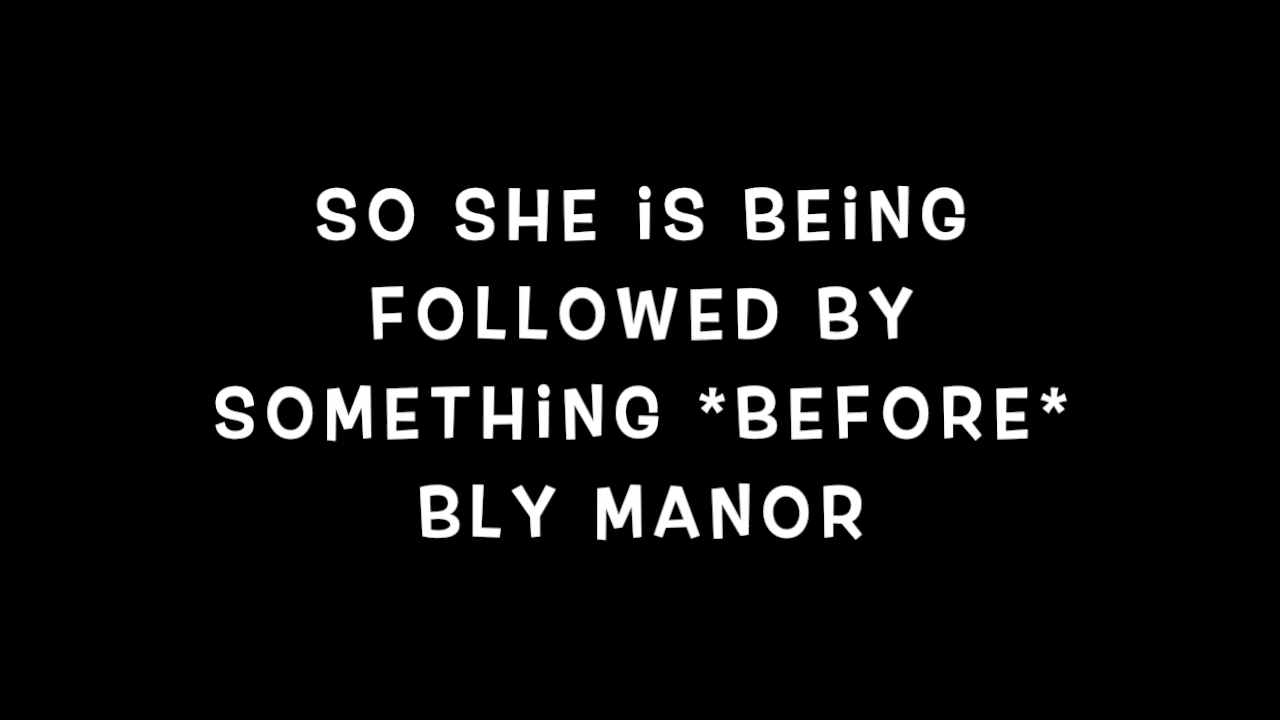 SO SHE iS BEiNG
FOLLOWED BY
SOMETHiNG *BEFORE*
BLY MANOR